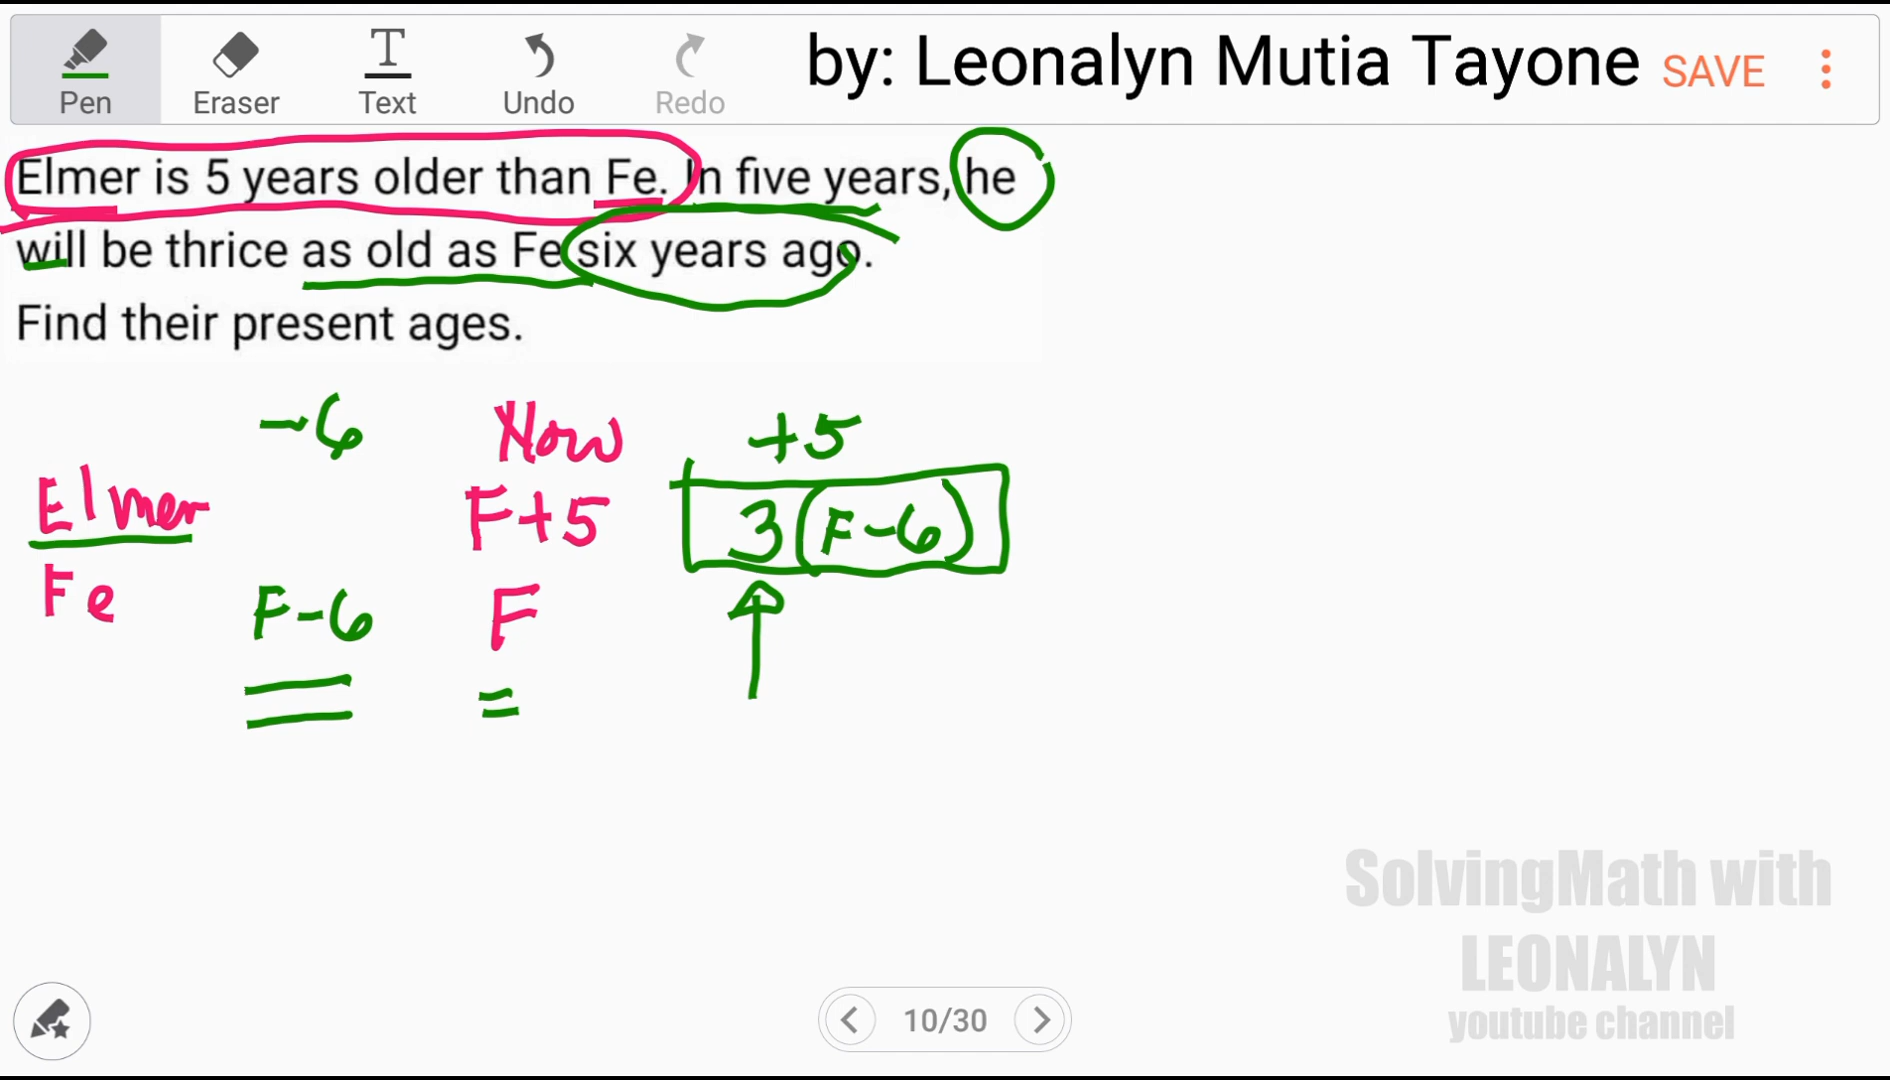 by: Leonalyn Mutia Tayone
SAVE
Pen
Eraser
Text
Undo
Redo
Elmer is 5 years older than Fe. In five years, he
will be thrice as old as Fe six years ago.
Find their present ages.
-6 Now +5
Elmer F+5 3(F-6)
Fe F-6 F
=
10/30
SolvingMath with
LEONALYN
youtube channel